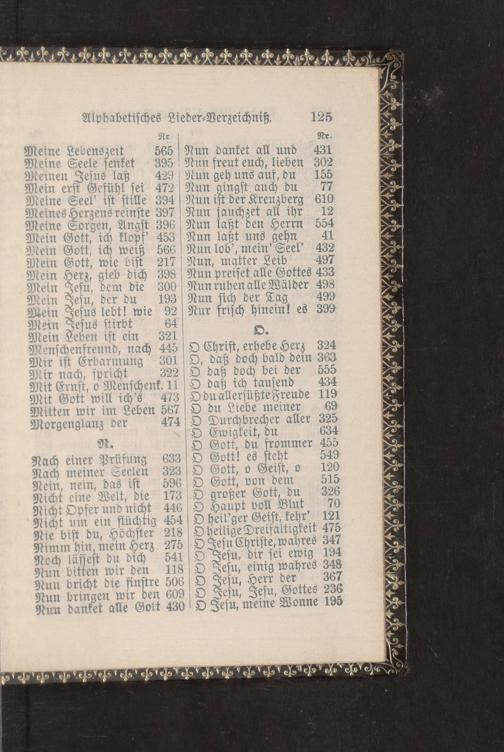 Alphabetisches Lieder-Verzeichniß. 125
Nr.
Meine Lebenszeit 565
Meine Seele senket 395
Meinen Jesus laß 429
Mein erst Gefühl sei 472
Meine Seel' ist stille 394
Meines Herzens reinste 397
Meine Sorgen, Angst 396
Mein Gott, ich klopf' 453
Mein Gott, ich weiß 566
Mein Gott, wie bist 217
Mein Herz, gieb dich 398
Mein Jesu, dem die 300
Mein Jesu, der du 193
Mein Jesus lebt! wie 92
Mein Jesus stirbt 64
Mein Leben ist ein 321
Menschenfreund, nach 445
Mir ist Erbarmung 301
Mir nach, spricht 322
Mit Ernst, o Menschenk. 11
Mit Gott will ich's 473
Mitten wir im Leben 567
Morgenglanz der 474
N.
Nach einer Prüfung 633
Nach meiner Seelen 323
Nein, nein, das ist 596
Nicht eine Welt, die 173
Nicht Opfer und nicht 446
Nicht um ein flüchtig 454
Nie bist du, Höchster 218
Nimm hin, mein Herz 275
Noch lässest du dich 541
Nun bitten wir den 118
Nun bricht die finstre 506
Nun bringen wir den 609
Nun danket alle Gott 430
Nr.
Nun danket all und 431
Nun freut euch, lieben 302
Nun geh uns auf, du 155
Nun gingst auch du 77
Nun ist der Kreuzberg 610
Nun jauchzet all ihr 12
Nun laßt den Herrn 554
Nun laßt uns gehn 41
Nun lob', mein' Seel' 432
Nun, matter Leib 497
Nun preiset alle Gottes 433
Nun ruhen alle Wälder 498
Nun sich der Tag 499
Nur frisch hinein! es 399
O.
O Christ, erhebe Herz 324
O, daß doch bald dein 363
O daß doch bei der 555
O daß ich tausend 434
O du allersüßte Freude 119
O du Liebe meiner 69
O Durchbrecher aller 325
O Ewigkeit, du 634
O Gott, du frommer 455
O Gott! es steht 549
O Gott, o Geist, o 120
O Gott, von dem 515
O großer Gott, du 326
O Haupt voll Blut 70
O heil'ger Geist, kehr' 121
O heilige Dreifaltigkeit 475
O Jesu Christe, wahres 347
O Jesu, dir sei ewig 194
O Jesu, einig wahres 348
O Jesu, Herr der 367
O Jesu, Jesu, Gottes 236
O Jesu, meine Wonne 195